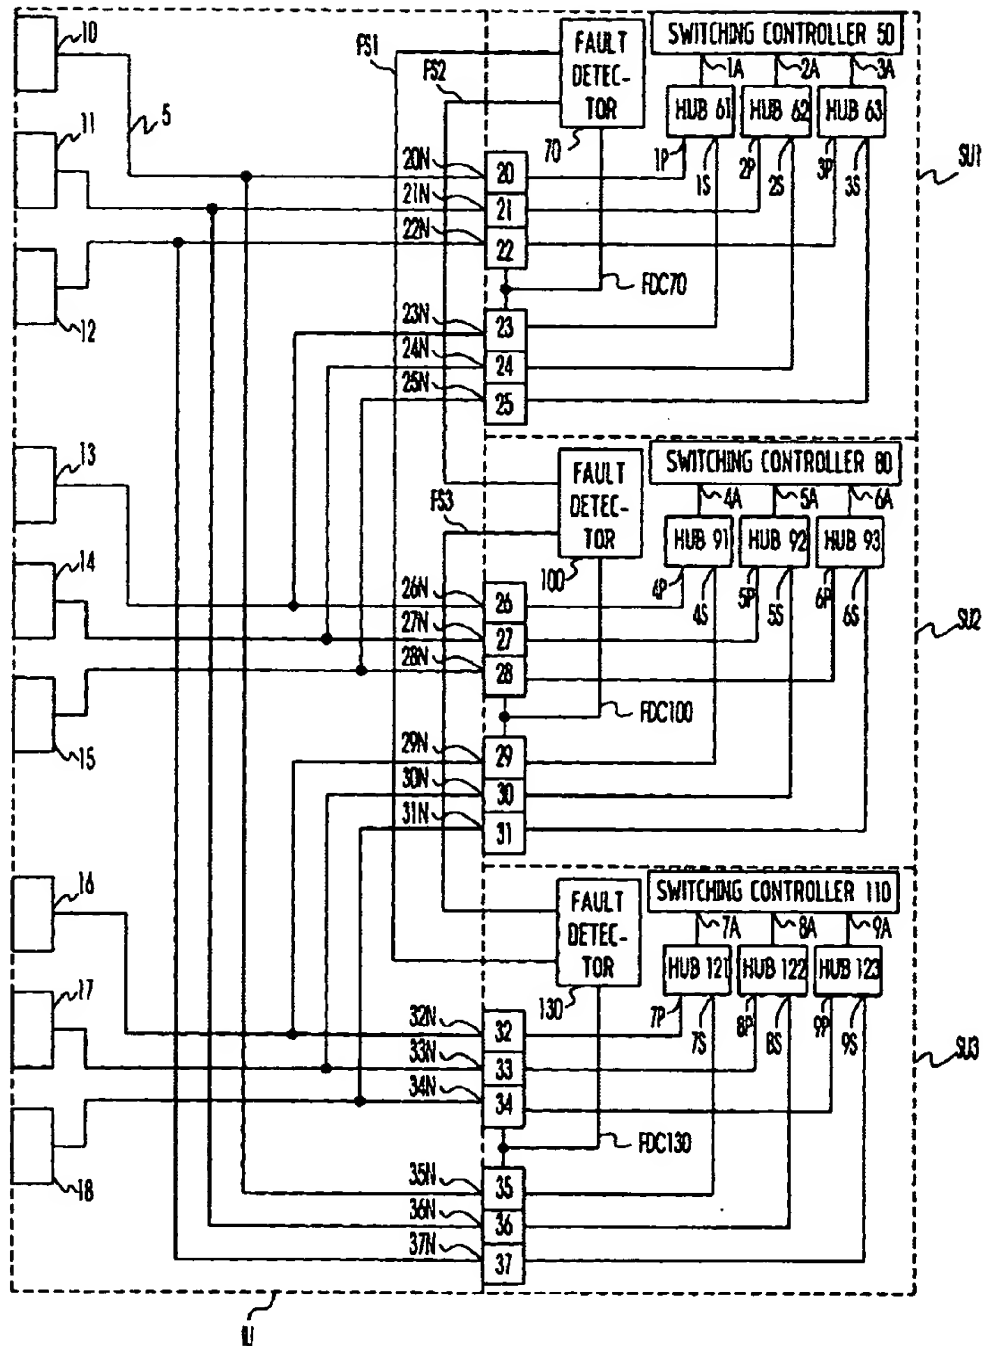 10
5
11
12
13
14
15
16
17
18
FS1
FS2
FS3
FAULT
DETEC-
TOR
70
SWITCHING CONTROLLER 50
1A
2A
3A
HUB 61
HUB 62
HUB 63
1P
1S
2P
2S
3P
3S
20N
21N
22N
20
21
22
FDC70
23N
24N
25N
23
24
25
SU1
FAULT
DETEC-
TOR
100
SWITCHING CONTROLLER 80
4A
5A
6A
HUB 91
HUB 92
HUB 93
4P
4S
5P
5S
6P
6S
26N
27N
28N
26
27
28
FDC100
29N
30N
31N
29
30
31
SU2
FAULT
DETEC-
TOR
130
SWITCHING CONTROLLER 110
7A
8A
9A
HUB 121
HUB 122
HUB 123
7P
7S
8P
8S
9P
9S
32N
33N
34N
32
33
34
FDC130
35N
36N
37N
35
36
37
SU3